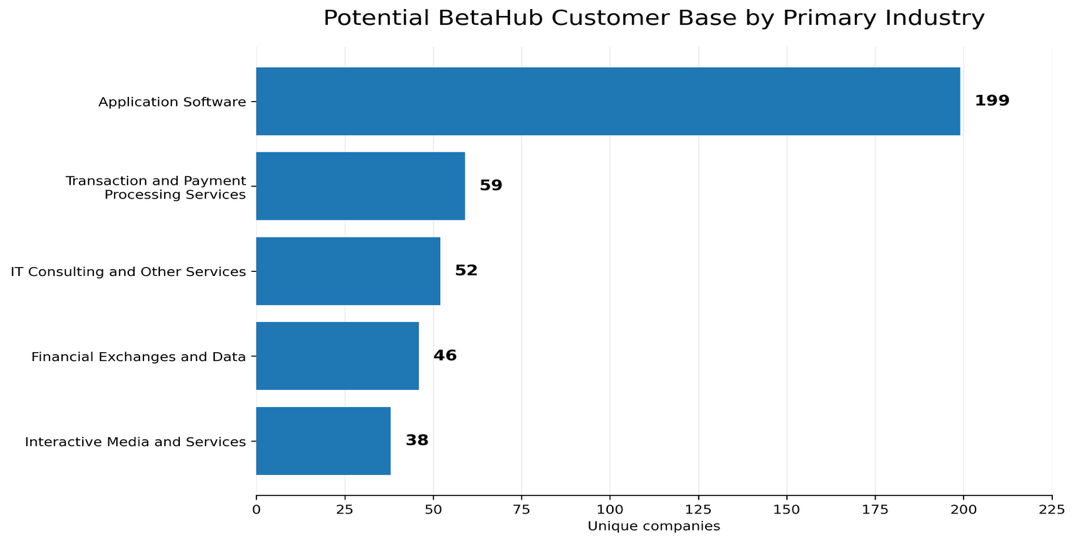 Potential BetaHub Customer Base by Primary Industry
Application Software
199
Transaction and Payment
Processing Services
59
IT Consulting and Other Services
52
Financial Exchanges and Data
46
Interactive Media and Services
38
0 25 50 75 100 125 150 175 200 225
Unique companies